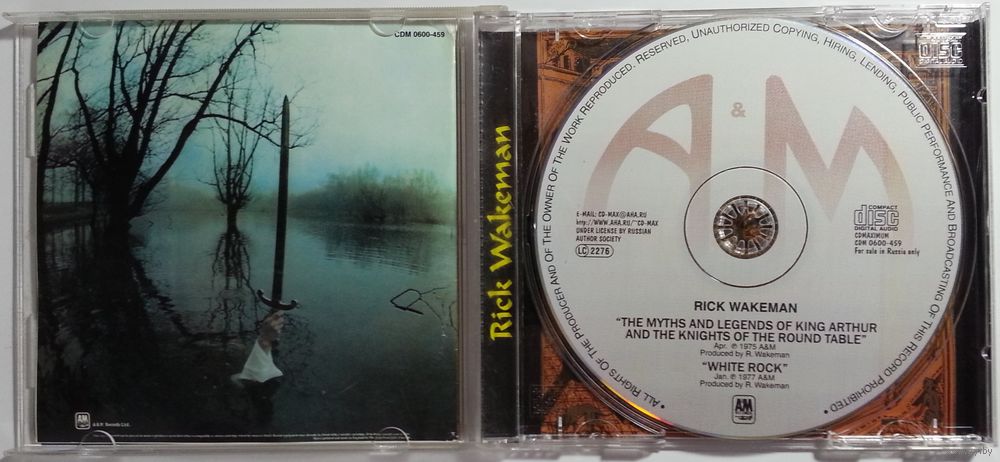 CDM 0600-459
A&M
A & M Records Ltd.
Rick Wakeman
ALL RIGHTS OF THE PRODUCER AND OF THE OWNER OF THE WORK REPRODUCED. RESERVED, UNAUTHORIZED COPYING, HIRING, LENDING, PUBLIC PERFORMANCE AND BROADCASTING OF THIS RECORD PROHIBITED
A & M
COMPACT
disc
E-MAIL: CD-MAX@AHA.RU
http://WWW.AHA.RU/~CD-MAX
UNDER LICENSE BY RUSSIAN
AUTHOR SOCIETY
LC 2276
COMPACT
disc
DIGITAL AUDIO
CDMAXIMUM
CDM 0600-459
For sale in Russia only
RICK WAKEMAN
"THE MYTHS AND LEGENDS OF KING ARTHUR
AND THE KNIGHTS OF THE ROUND TABLE"
Apr. ℗ 1975 A&M
Produced by R. Wakeman
"WHITE ROCK"
Jan. ℗ 1977 A&M
Produced by R. Wakeman
A&M